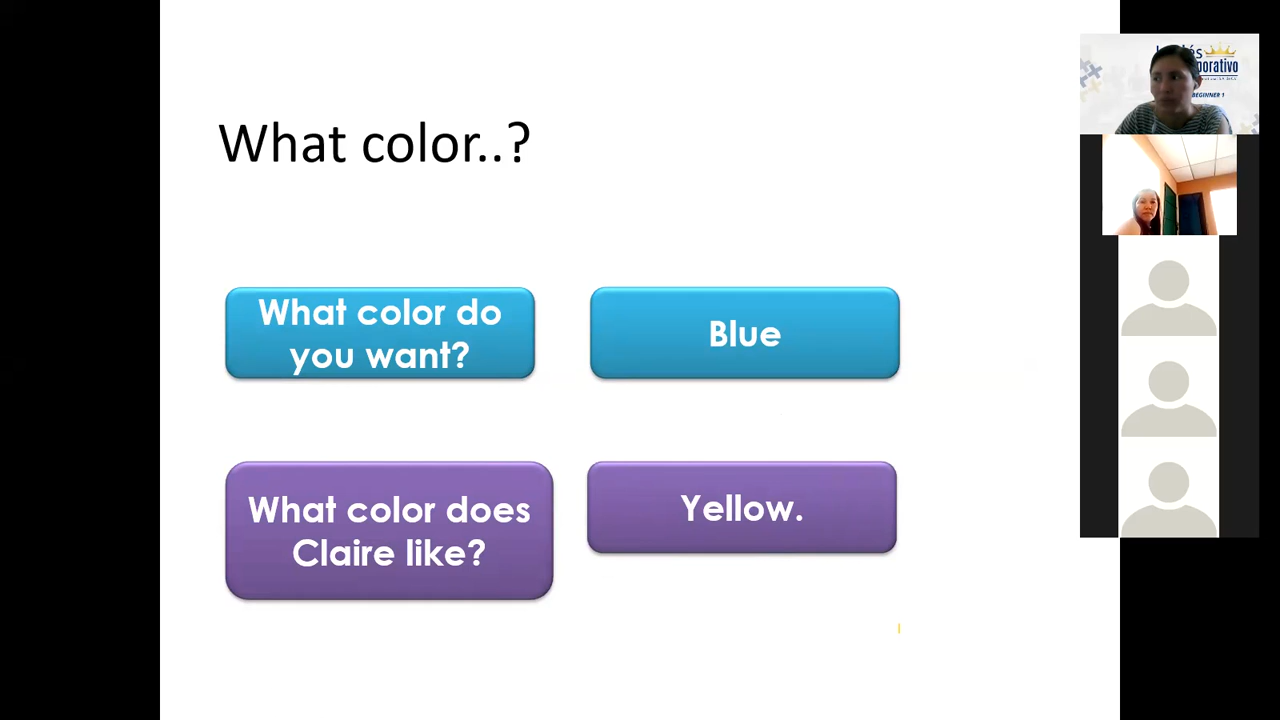 What color..?
What color do
you want?
Blue
What color does
Claire like?
Yellow.
BEGINNER 1